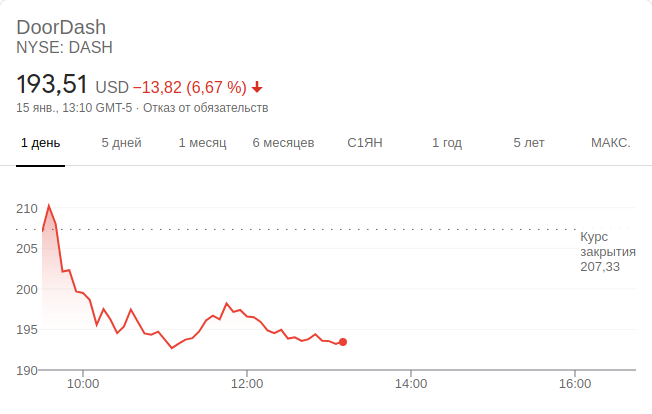 DoorDash
NYSE: DASH
193,51 USD −13,82 (6,67 %)
15 янв., 13:10 GMT-5 · Отказ от обязательств
1 день 5 дней 1 месяц 6 месяцев С1ЯН 1 год 5 лет МАКС.
210
205
200
195
190
Курс
закрытия
207,33
10:00 12:00 14:00 16:00